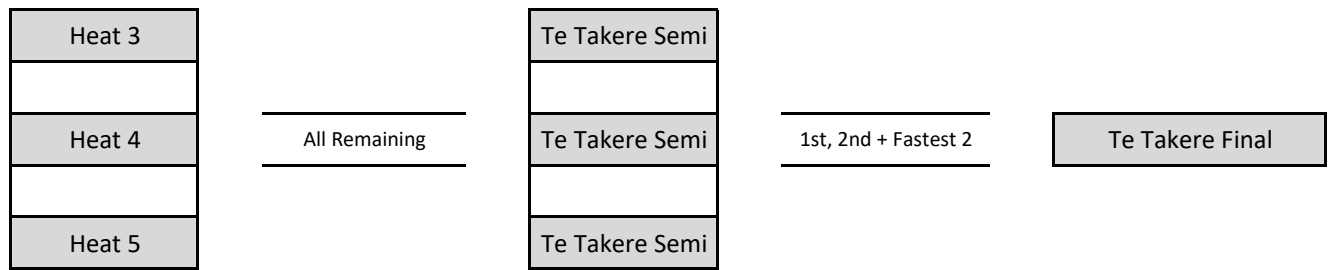 Heat 3
Te Takere Semi
Heat 4
All Remaining
Te Takere Semi
1st, 2nd + Fastest 2
Te Takere Final
Heat 5
Te Takere Semi